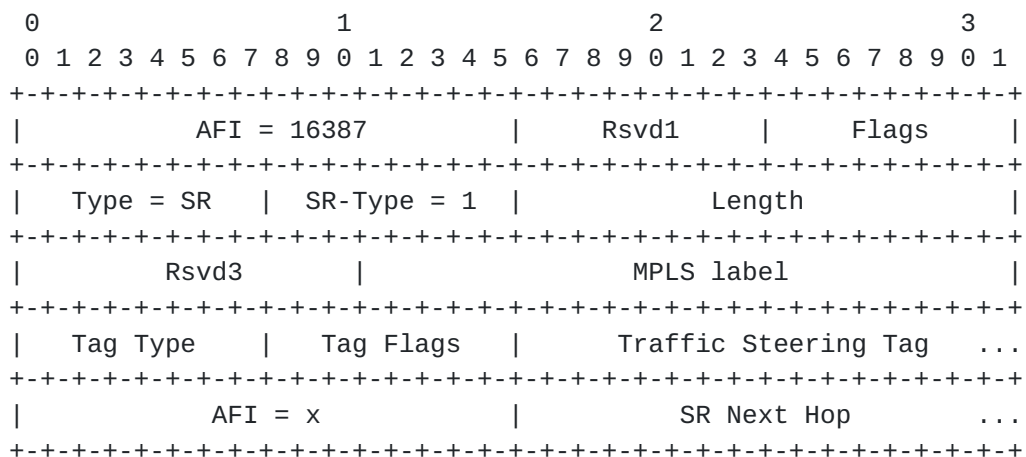 0                   1                   2                   3
 0 1 2 3 4 5 6 7 8 9 0 1 2 3 4 5 6 7 8 9 0 1 2 3 4 5 6 7 8 9 0 1
+-+-+-+-+-+-+-+-+-+-+-+-+-+-+-+-+-+-+-+-+-+-+-+-+-+-+-+-+-+-+-+-+
|           AFI = 16387         |     Rsvd1     |     Flags     |
+-+-+-+-+-+-+-+-+-+-+-+-+-+-+-+-+-+-+-+-+-+-+-+-+-+-+-+-+-+-+-+-+
|   Type = SR   |  SR-Type = 1  |            Length             |
+-+-+-+-+-+-+-+-+-+-+-+-+-+-+-+-+-+-+-+-+-+-+-+-+-+-+-+-+-+-+-+-+
|         Rsvd3       |                 MPLS label              |
+-+-+-+-+-+-+-+-+-+-+-+-+-+-+-+-+-+-+-+-+-+-+-+-+-+-+-+-+-+-+-+-+
|   Tag Type    |   Tag Flags   |      Traffic Steering Tag   ...
+-+-+-+-+-+-+-+-+-+-+-+-+-+-+-+-+-+-+-+-+-+-+-+-+-+-+-+-+-+-+-+-+
|            AFI = x            |          SR Next Hop        ...
+-+-+-+-+-+-+-+-+-+-+-+-+-+-+-+-+-+-+-+-+-+-+-+-+-+-+-+-+-+-+-+-+